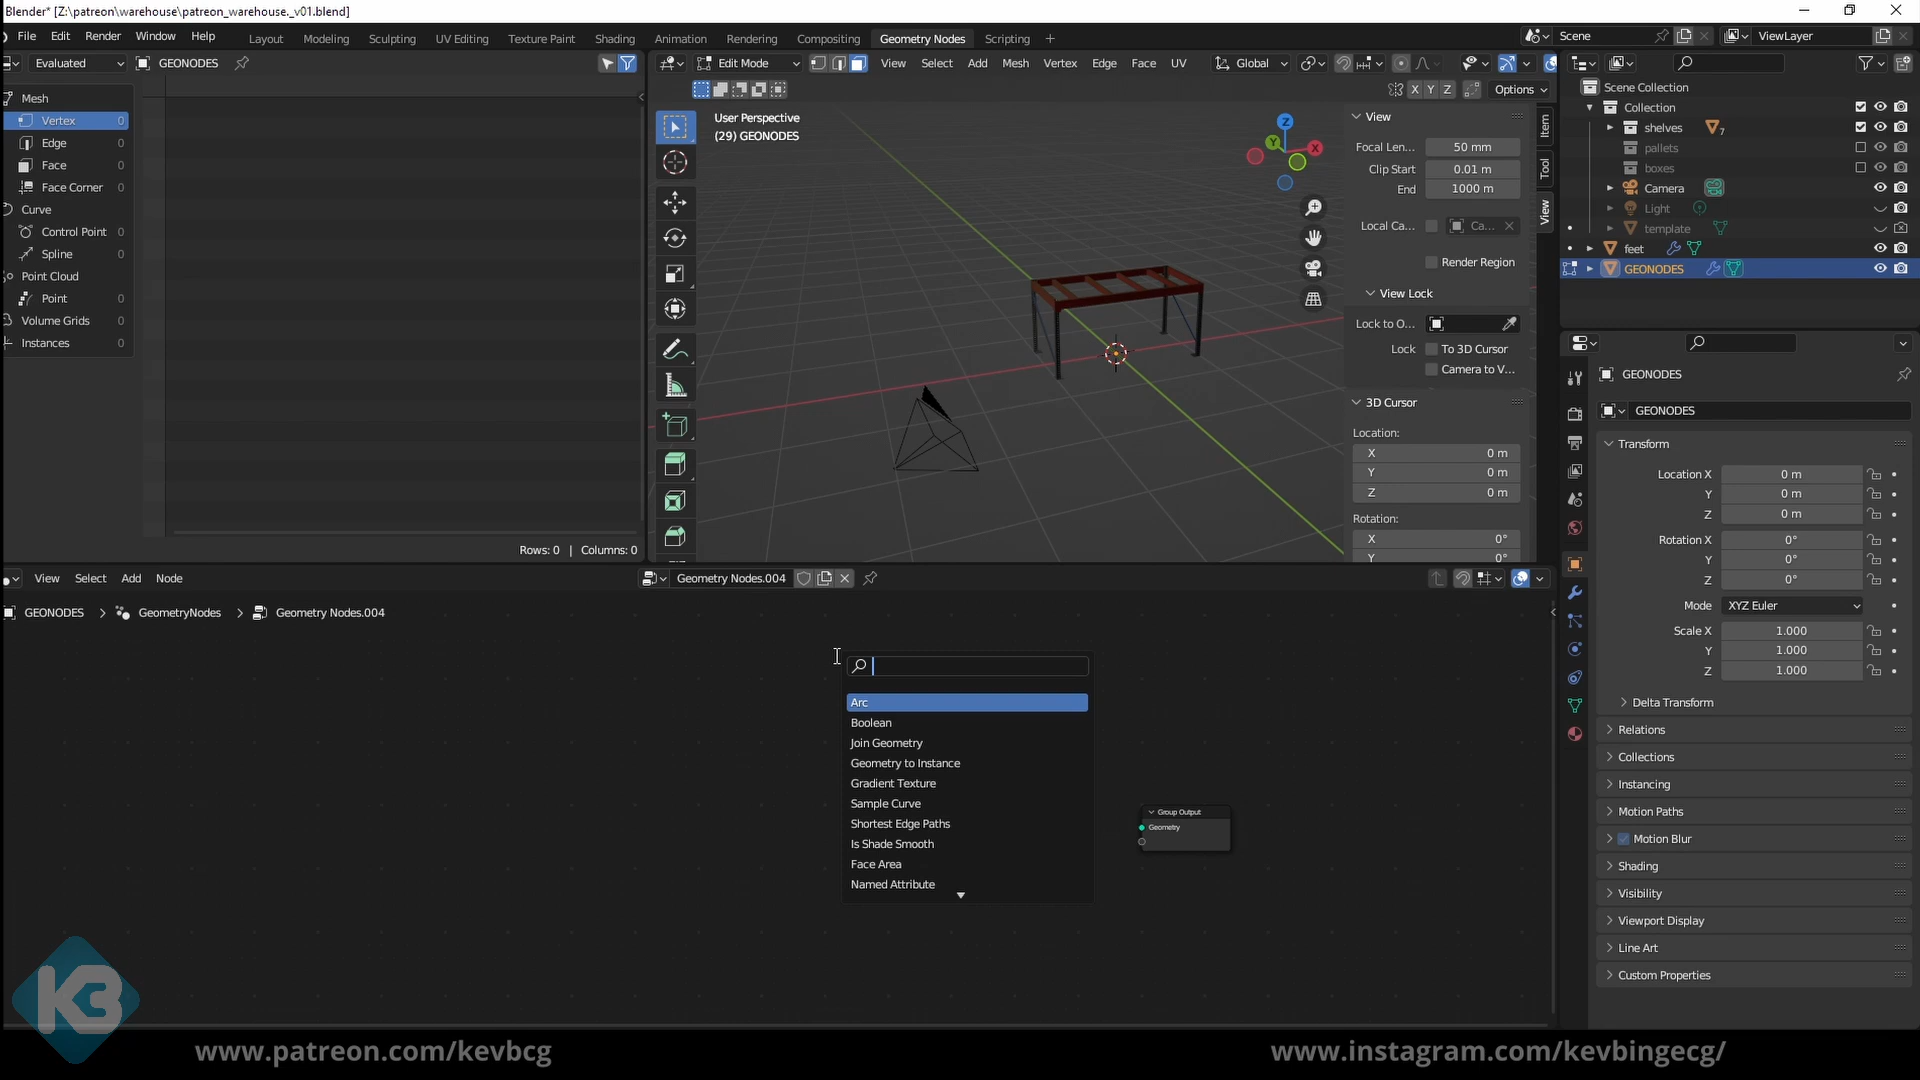 Blender* [Z:\patreon\warehouse\patreon_warehouse._v01.blend]
File Edit Render Window Help Layout Modeling Sculpting UV Editing Texture Paint Shading Animation Rendering Compositing Geometry Nodes Scripting + Scene ViewLayer
Evaluated GEONODES
Edit Mode View Select Add Mesh Vertex Edge Face UV Global
X Y Z Options
Mesh
Vertex 0
Edge 0
Face 0
Face Corner 0
Curve
Control Point 0
Spline 0
Point Cloud
Point 0
Volume Grids 0
Instances 0
Rows: 0 | Columns: 0
User Perspective
(29) GEONODES
Z
Y
X
View
Focal Len... 50 mm
Clip Start 0.01 m
End 1000 m
Local Ca... Ca...
Render Region
View Lock
Lock to O...
Lock To 3D Cursor
Camera to V...
3D Cursor
Location:
X 0 m
Y 0 m
Z 0 m
Rotation:
X 0°
Y 0°
Item
Tool
View
Scene Collection
Collection
shelves 7
pallets
boxes
Camera
Light
template
feet
GEONODES
GEONODES
GEONODES
Transform
Location X 0 m
Y 0 m
Z 0 m
Rotation X 0°
Y 0°
Z 0°
Mode XYZ Euler
Scale X 1.000
Y 1.000
Z 1.000
Delta Transform
Relations
Collections
Instancing
Motion Paths
Motion Blur
Shading
Visibility
Viewport Display
Line Art
Custom Properties
View Select Add Node Geometry Nodes.004
GEONODES > GeometryNodes > Geometry Nodes.004
Arc
Boolean
Join Geometry
Geometry to Instance
Gradient Texture
Sample Curve
Shortest Edge Paths
Is Shade Smooth
Face Area
Named Attribute
Group Output
Geometry
K3
www.patreon.com/kevbcg
www.instagram.com/kevbingecg/